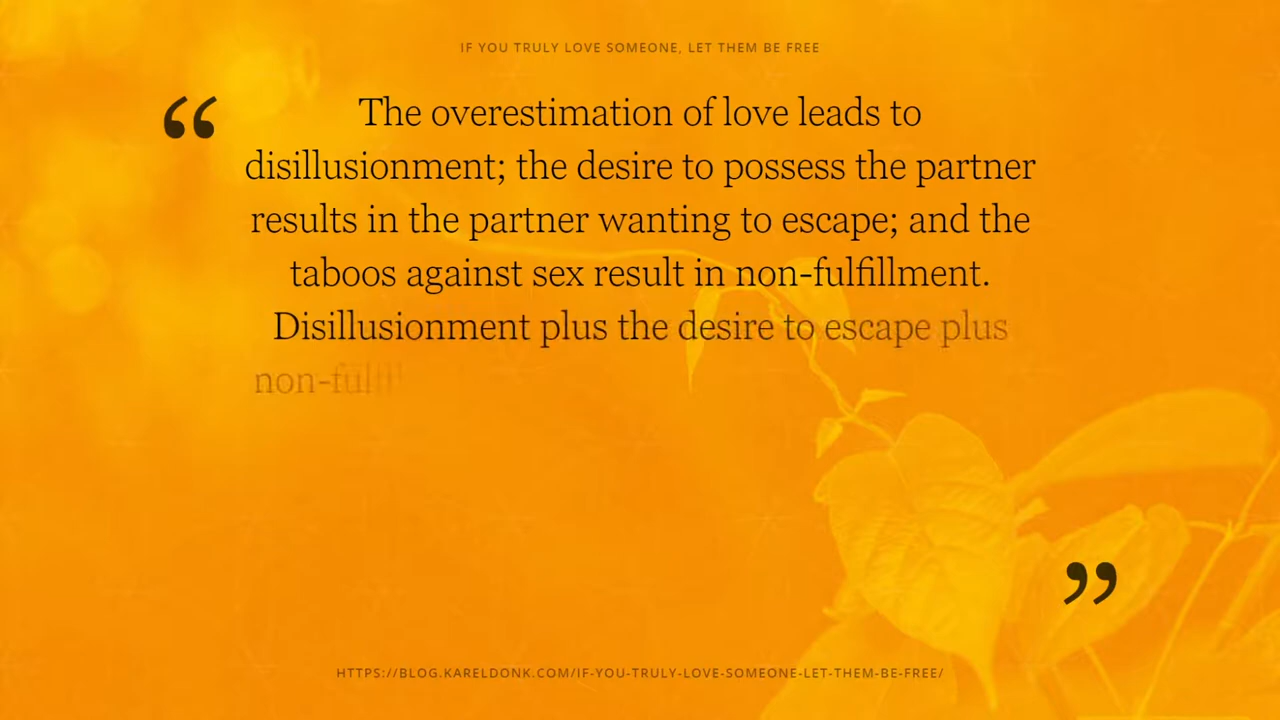 IF YOU TRULY LOVE SOMEONE, LET THEM BE FREE
“
The overestimation of love leads to
disillusionment; the desire to possess the partner
results in the partner wanting to escape; and the
taboos against sex result in non-fulfillment.
Disillusionment plus the desire to escape plus
”
HTTPS://BLOG.KARELDONK.COM/IF-YOU-TRULY-LOVE-SOMEONE-LET-THEM-BE-FREE/